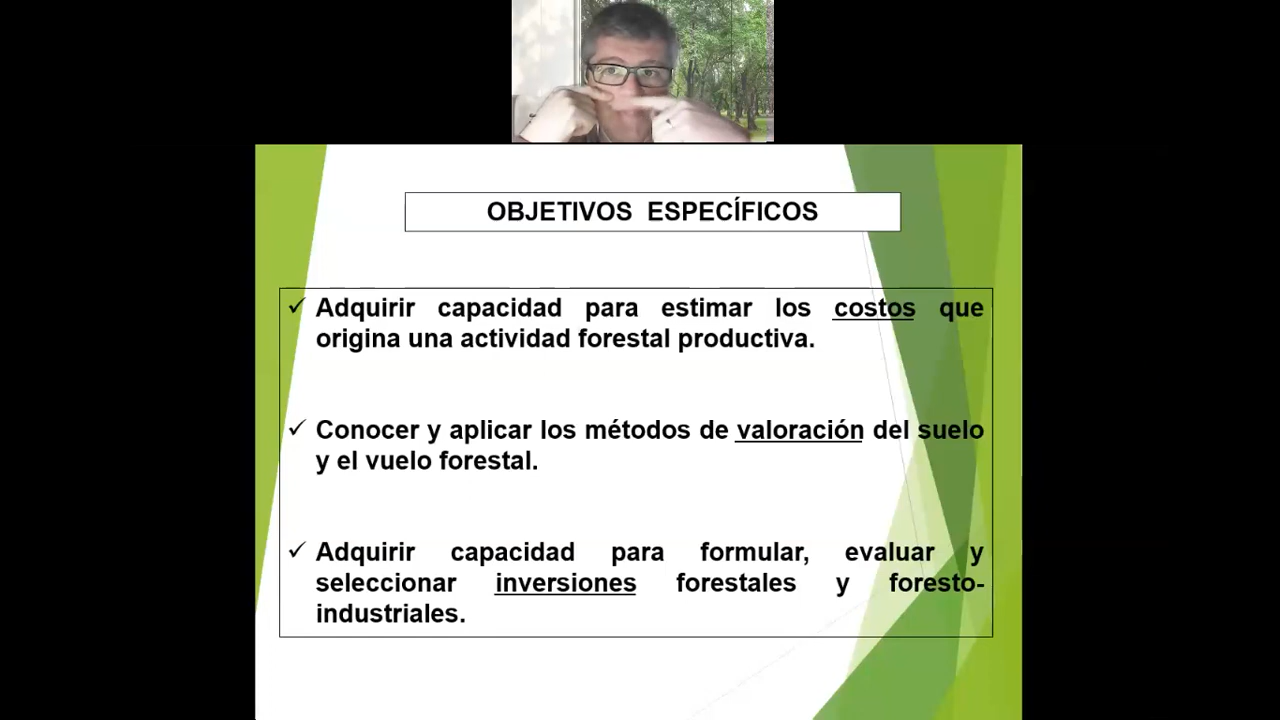 OBJETIVOS ESPECÍFICOS
✓ Adquirir capacidad para estimar los costos que
origina una actividad forestal productiva.
✓ Conocer y aplicar los métodos de valoración del suelo
y el vuelo forestal.
✓ Adquirir capacidad para formular, evaluar y
seleccionar inversiones forestales y foresto-
industriales.